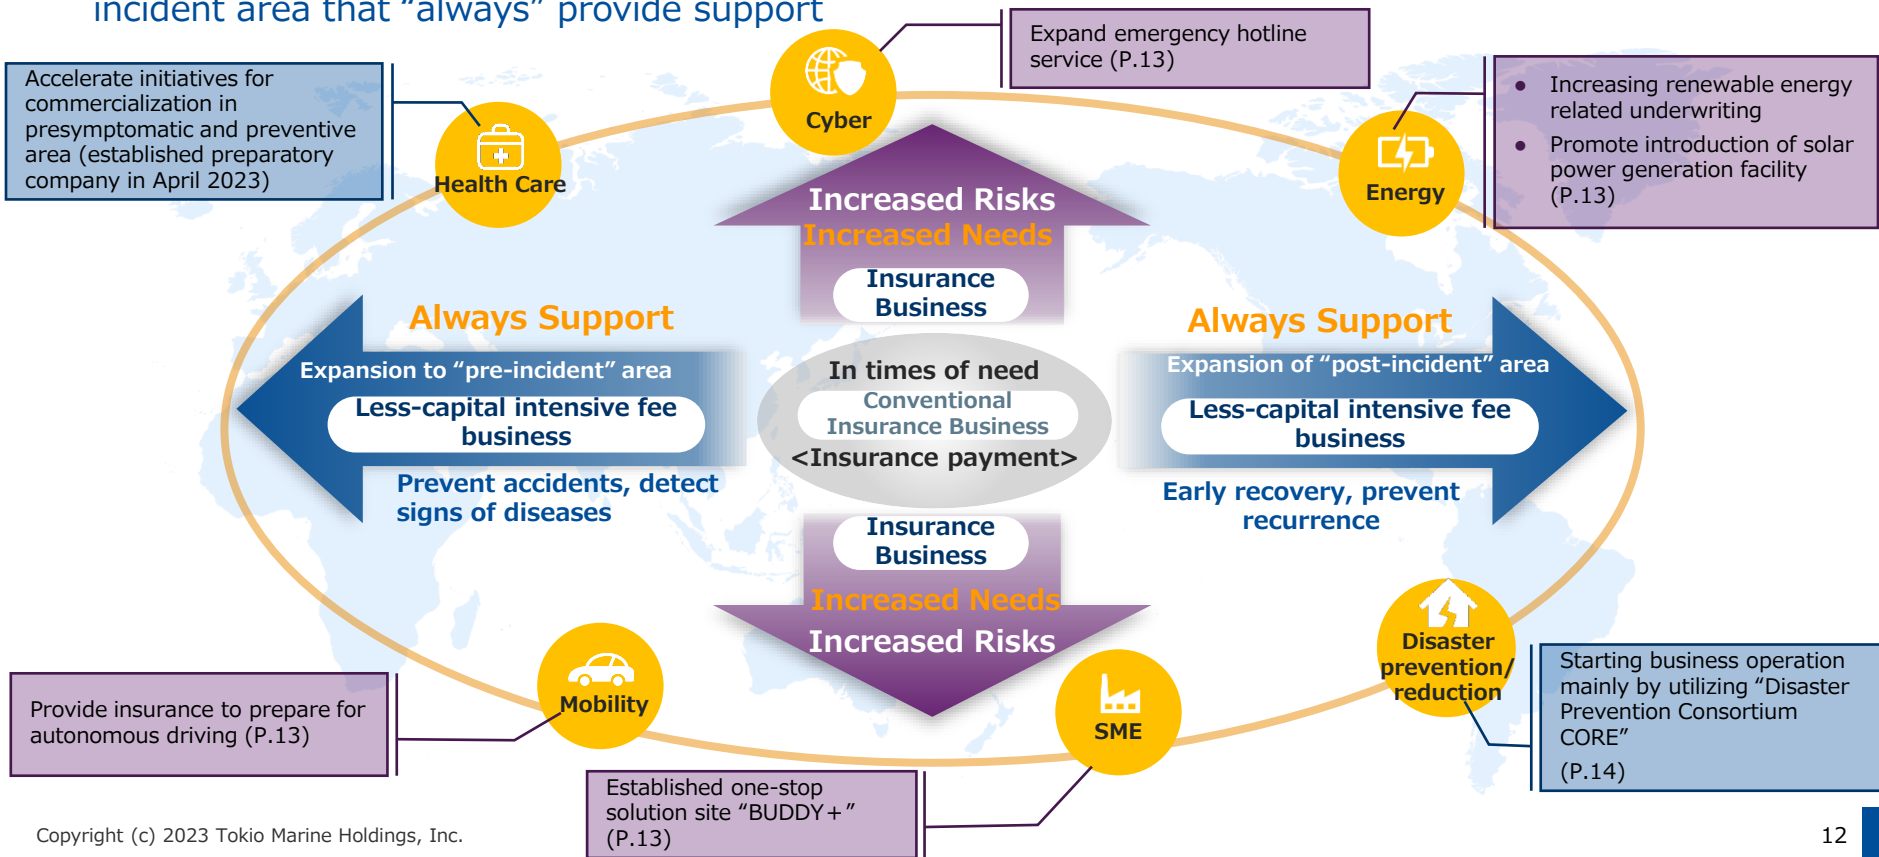 incident area that “always” provide support
Accelerate initiatives for
commercialization in
presymptomatic and preventive
area (established preparatory
company in April 2023)
Health Care
Cyber
Expand emergency hotline
service (P.13)
Energy
● Increasing renewable energy
related underwriting
● Promote introduction of solar
power generation facility
(P.13)
Increased Risks
Increased Needs
Insurance
Business
Always Support
Expansion to “pre-incident” area
Less-capital intensive fee
business
Prevent accidents, detect
signs of diseases
In times of need
Conventional
Insurance Business
<Insurance payment>
Always Support
Expansion of “post-incident” area
Less-capital intensive fee
business
Early recovery, prevent
recurrence
Insurance
Business
Increased Needs
Increased Risks
Mobility
Provide insurance to prepare for
autonomous driving (P.13)
SME
Established one-stop
solution site “BUDDY+”
(P.13)
Disaster
prevention/
reduction
Starting business operation
mainly by utilizing “Disaster
Prevention Consortium
CORE”
(P.14)
Copyright (c) 2023 Tokio Marine Holdings, Inc.
12